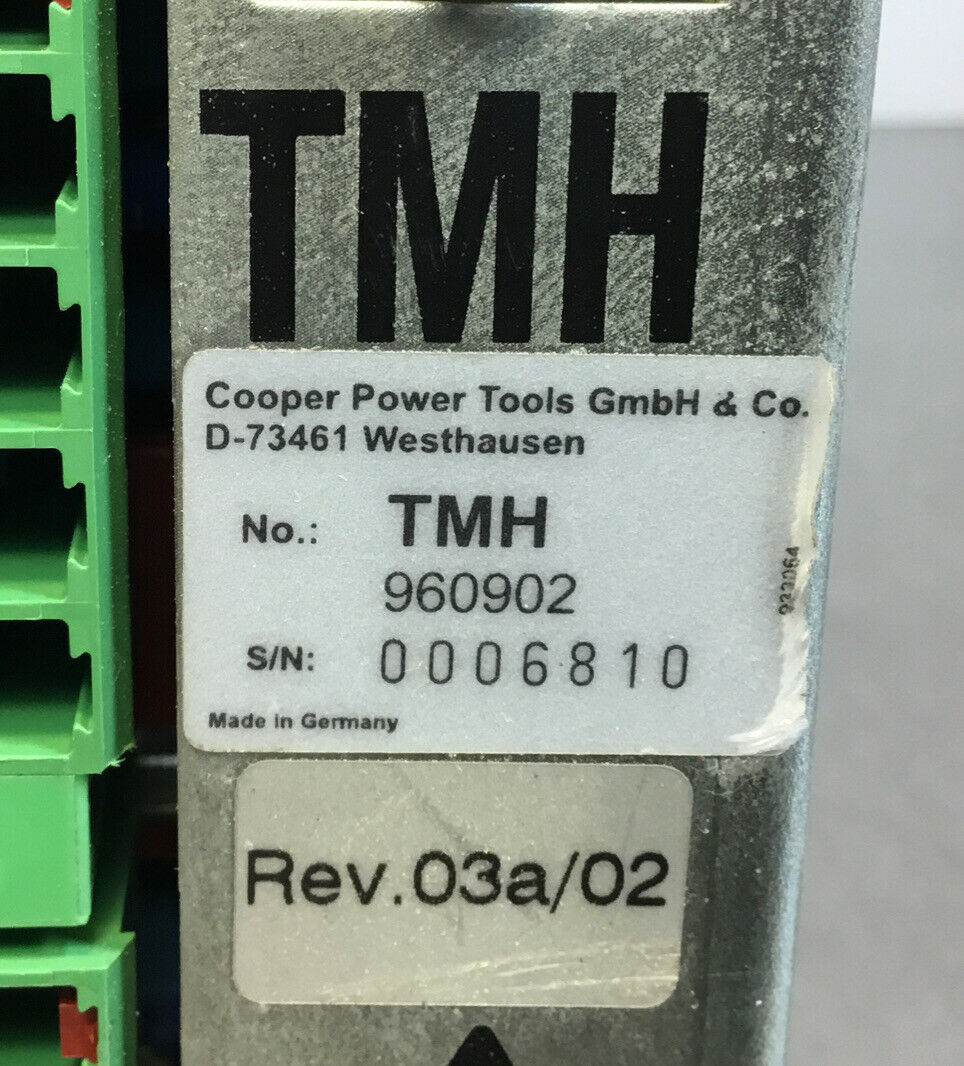 TMH
Cooper Power Tools GmbH & Co.
D-73461 Westhausen
No.: TMH
960902
S/N: 0006810
Made in Germany
Rev.03a/02